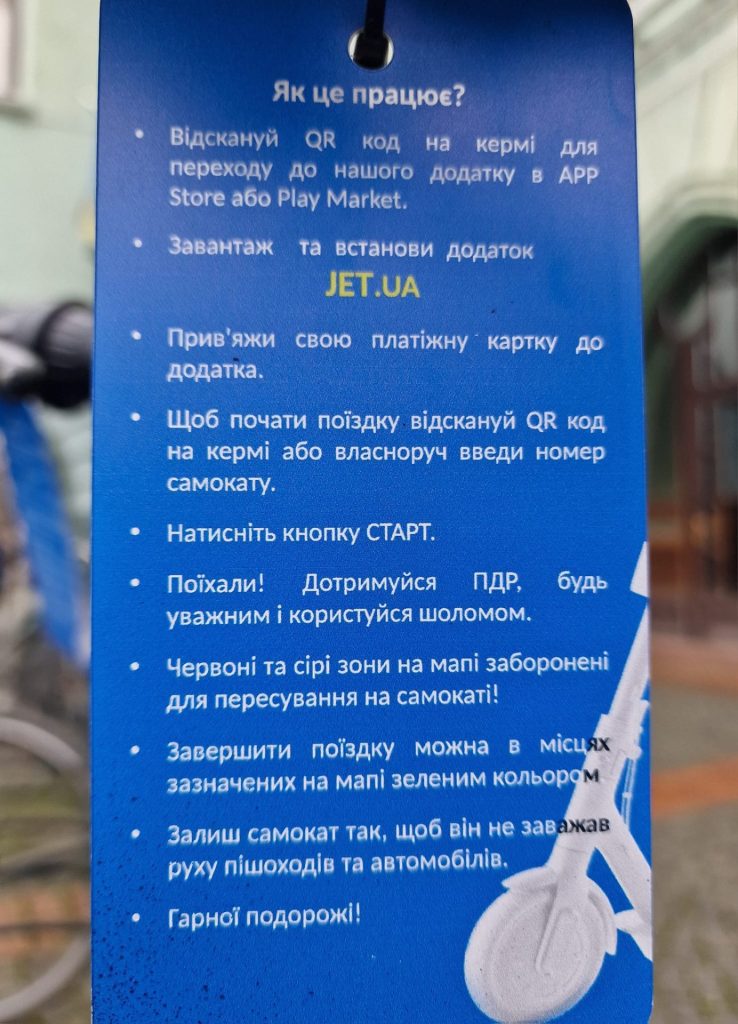 Як це працює?
• Відскануй QR код на кермі для
переходу до нашого додатку в APP
Store або Play Market.
• Завантаж та встанови додаток
JET.UA
• Прив'яжи свою платіжну картку до
додатка.
• Щоб почати поїздку відскануй QR код
на кермі або власноруч введи номер
самокату.
• Натисніть кнопку СТАРТ.
• Поїхали! Дотримуйся ПДР, будь
уважним і користуйся шоломом.
• Червоні та сірі зони на мапі заборонені
для пересування на самокаті!
• Завершити поїздку можна в місцях
зазначених на мапі зеленим кольором
• Залиш самокат так, щоб він не заважав
руху пішоходів та автомобілів.
• Гарної подорожі!